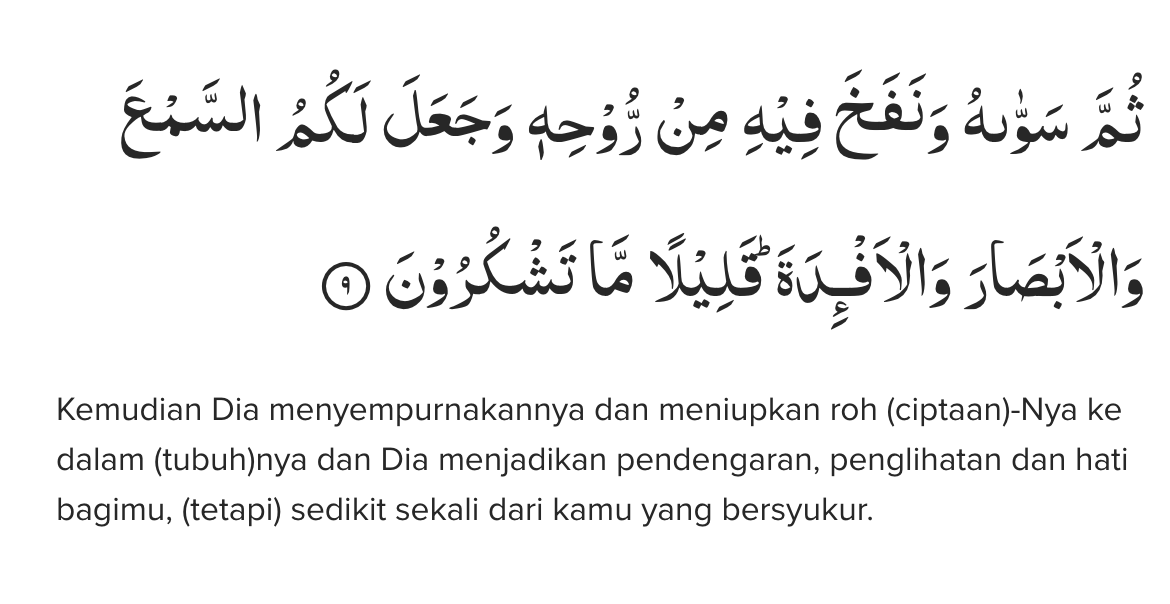 ثُمَّ سَوّٰىهُ وَنَفَخَ فِيْهِ مِنْ رُّوْحِهٖ وَجَعَلَ لَكُمُ السَّمْعَ
وَالْاَبْصَارَ وَالْاَفْـِٕدَةَۗ قَلِيْلًا مَّا تَشْكُرُوْنَ ۝٩
Kemudian Dia menyempurnakannya dan meniupkan roh (ciptaan)-Nya ke
dalam (tubuh)nya dan Dia menjadikan pendengaran, penglihatan dan hati
bagimu, (tetapi) sedikit sekali dari kamu yang bersyukur.